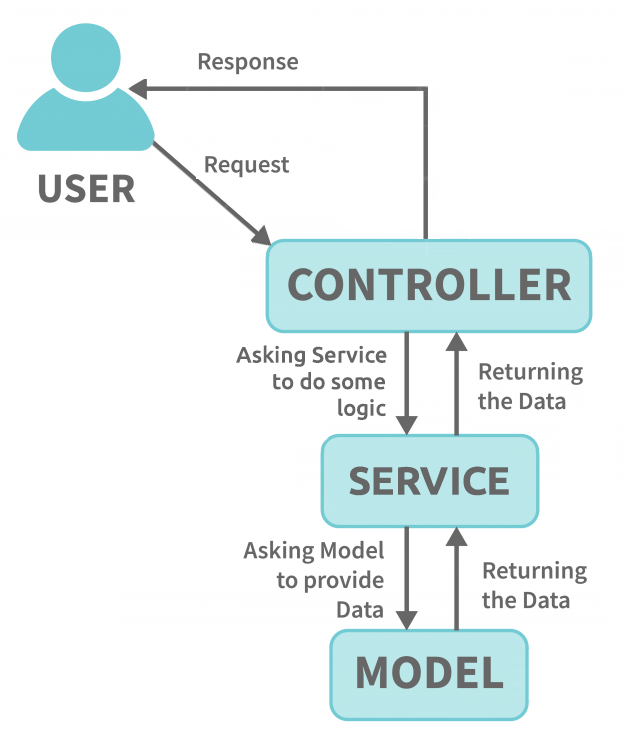 Response
Request
USER
CONTROLLER
Asking Service
to do some
logic
Returning
the Data
SERVICE
Asking Model
to provide
Data
Returning
the Data
MODEL